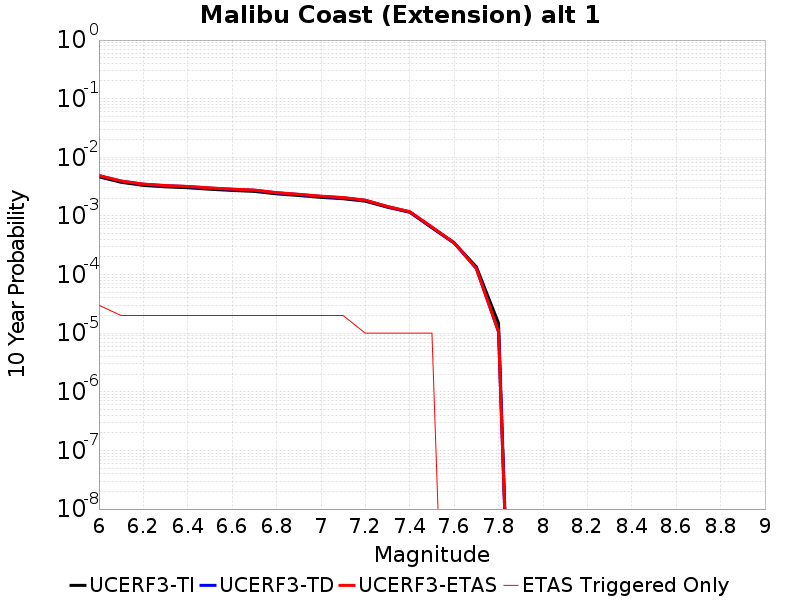 Malibu Coast (Extension) alt 1
10^0
10^-1
10^-2
10^-3
10^-4
10^-5
10^-6
10^-7
10^-8
10 Year Probability
6 6.2 6.4 6.6 6.8 7 7.2 7.4 7.6 7.8 8 8.2 8.4 8.6 8.8 9
Magnitude
UCERF3-TI UCERF3-TD UCERF3-ETAS ETAS Triggered Only